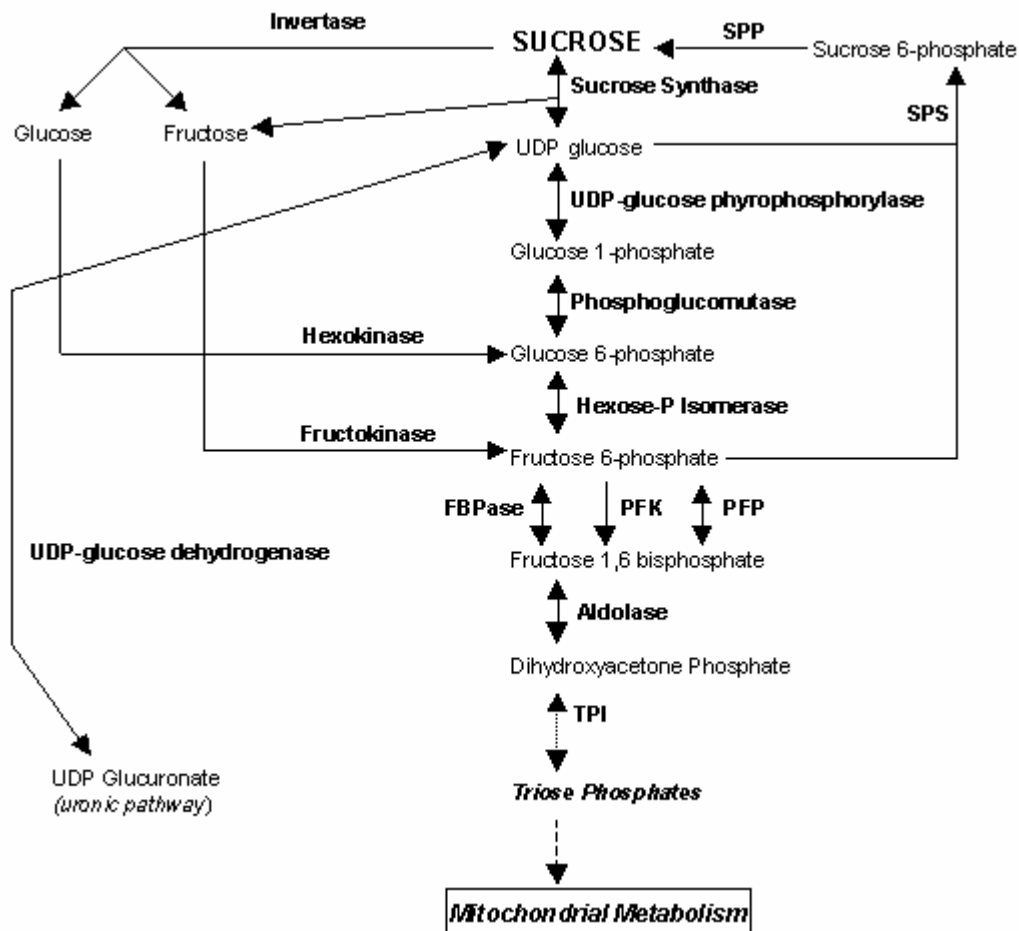 Invertase
SUCROSE
SPP
Sucrose 6-phosphate
Sucrose Synthase
SPS
Glucose
Fructose
UDP glucose
UDP-glucose phyrophosphorylase
Glucose 1-phosphate
Phosphoglucomutase
Hexokinase
Glucose 6-phosphate
Hexose-P Isomerase
Fructokinase
Fructose 6-phosphate
FBPase
PFK
PFP
UDP-glucose dehydrogenase
Fructose 1,6 bisphosphate
Aldolase
Dihydroxyacetone Phosphate
TPI
UDP Glucuronate
(uronic pathway)
Triose Phosphates
Mitochondrial Metabolism